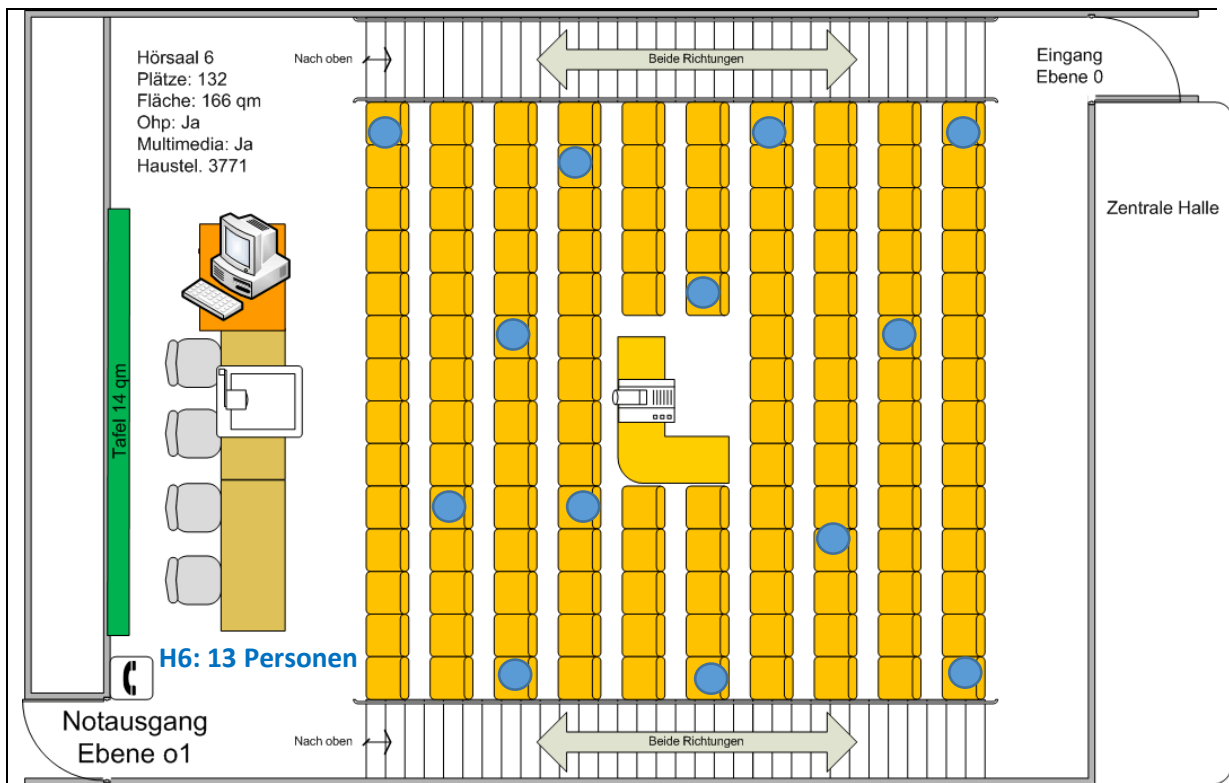 Hörsaal 6
Plätze: 132
Fläche: 166 qm
Ohp: Ja
Multimedia: Ja
Haustel. 3771
Nach oben
Beide Richtungen
Eingang
Ebene 0
Zentrale Halle
Tafel 14 qm
H6: 13 Personen
Notausgang
Ebene o1
Nach oben
Beide Richtungen